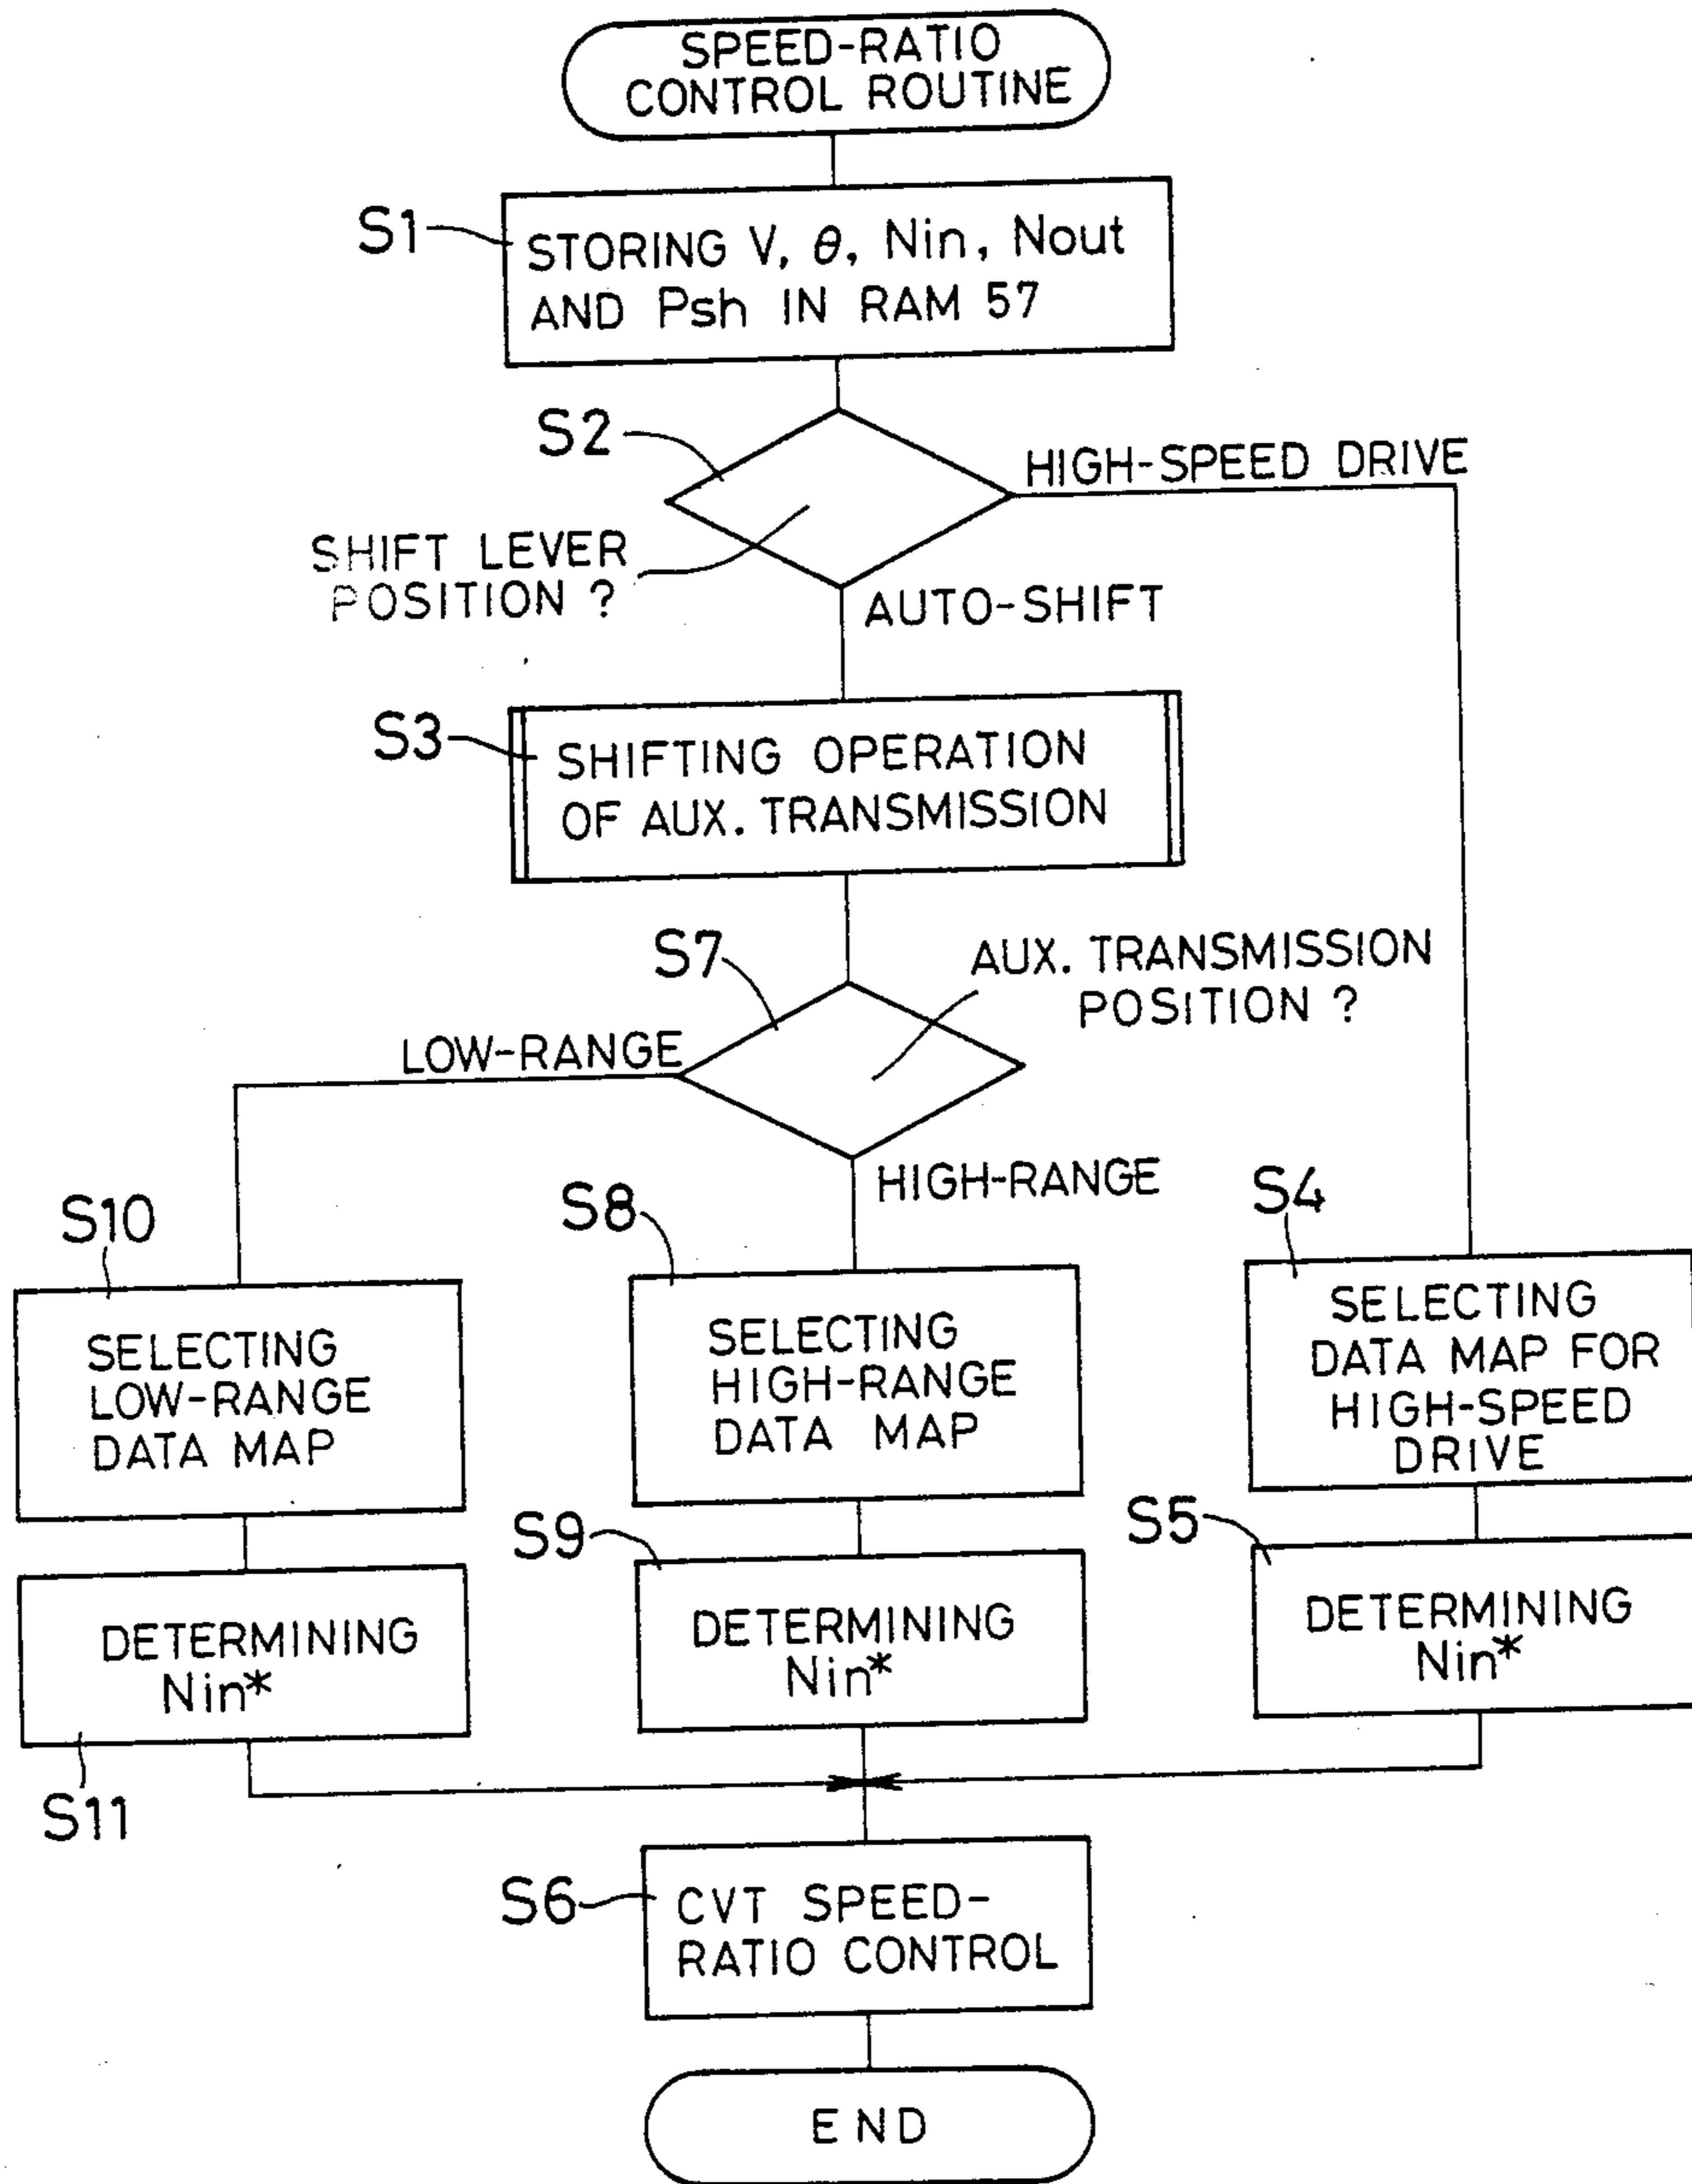 SPEED-RATIO
CONTROL ROUTINE
S1
STORING V, θ, Nin, Nout
AND Psh IN RAM 57
S2
HIGH-SPEED DRIVE
SHIFT LEVER
POSITION ?
AUTO-SHIFT
S3
SHIFTING OPERATION
OF AUX. TRANSMISSION
S7
AUX. TRANSMISSION
POSITION ?
LOW-RANGE
HIGH-RANGE
S10
SELECTING
LOW-RANGE
DATA MAP
S8
SELECTING
HIGH-RANGE
DATA MAP
S4
SELECTING
DATA MAP FOR
HIGH-SPEED
DRIVE
S11
DETERMINING
Nin*
S9
DETERMINING
Nin*
S5
DETERMINING
Nin*
S6
CVT SPEED-
RATIO CONTROL
END